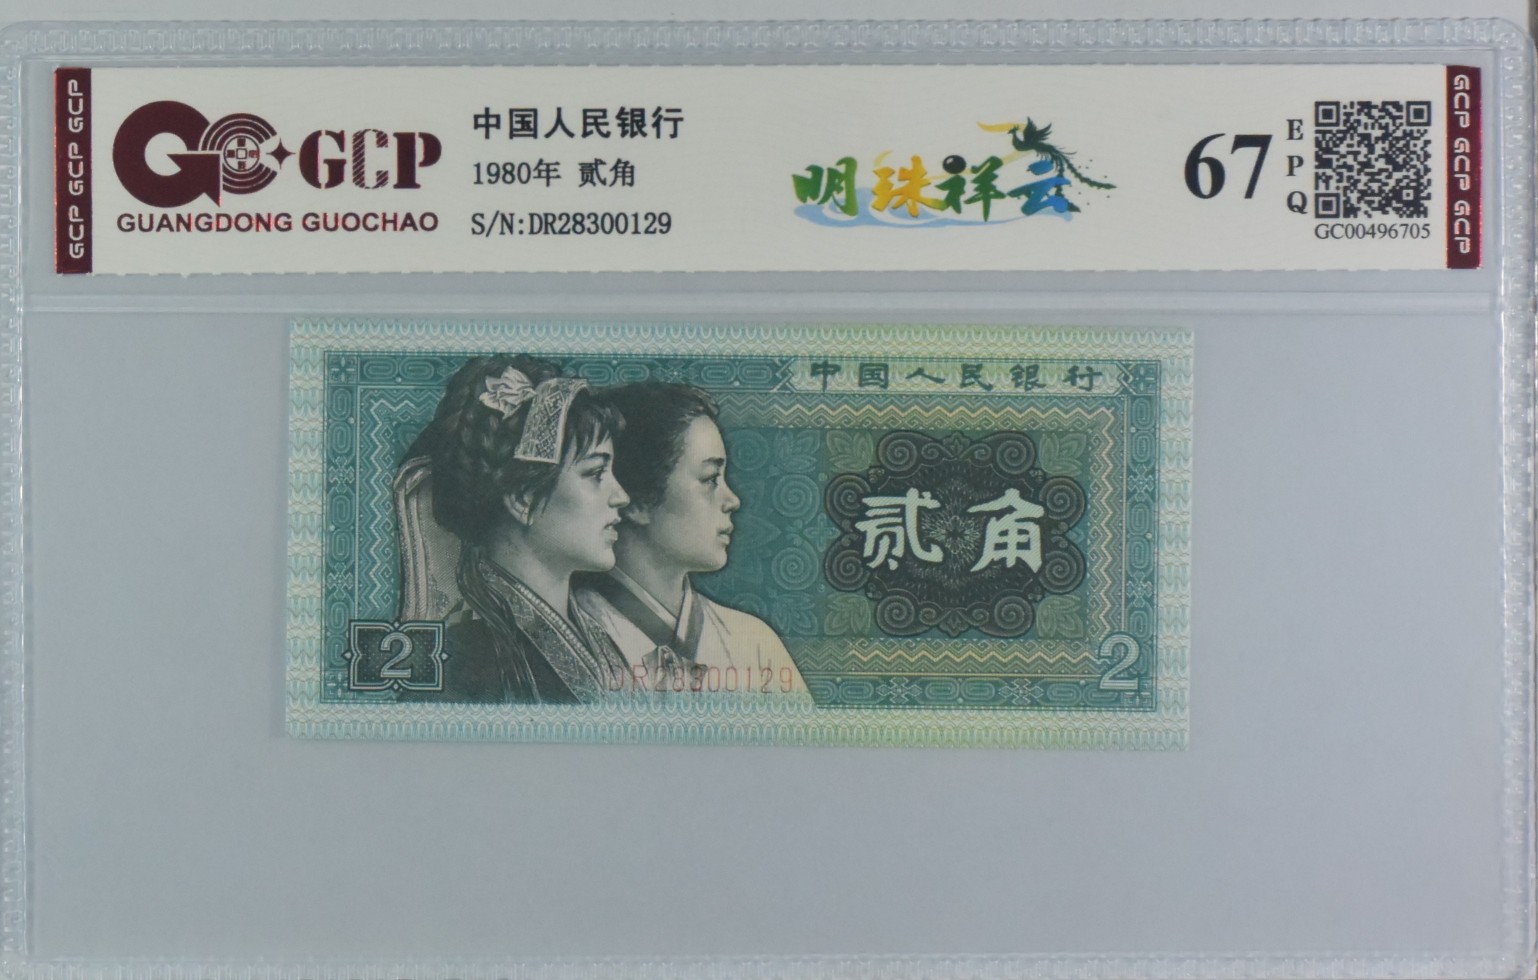 GCP GCP GCP
GCP
GUANGDONG GUOCHAO
中国人民银行
1980年 贰角
S/N:DR28300129
明珠祥云
67
EPQ
GC00496705
GCP GCP GCP
中国人民银行
贰角
2
DR28300129
2